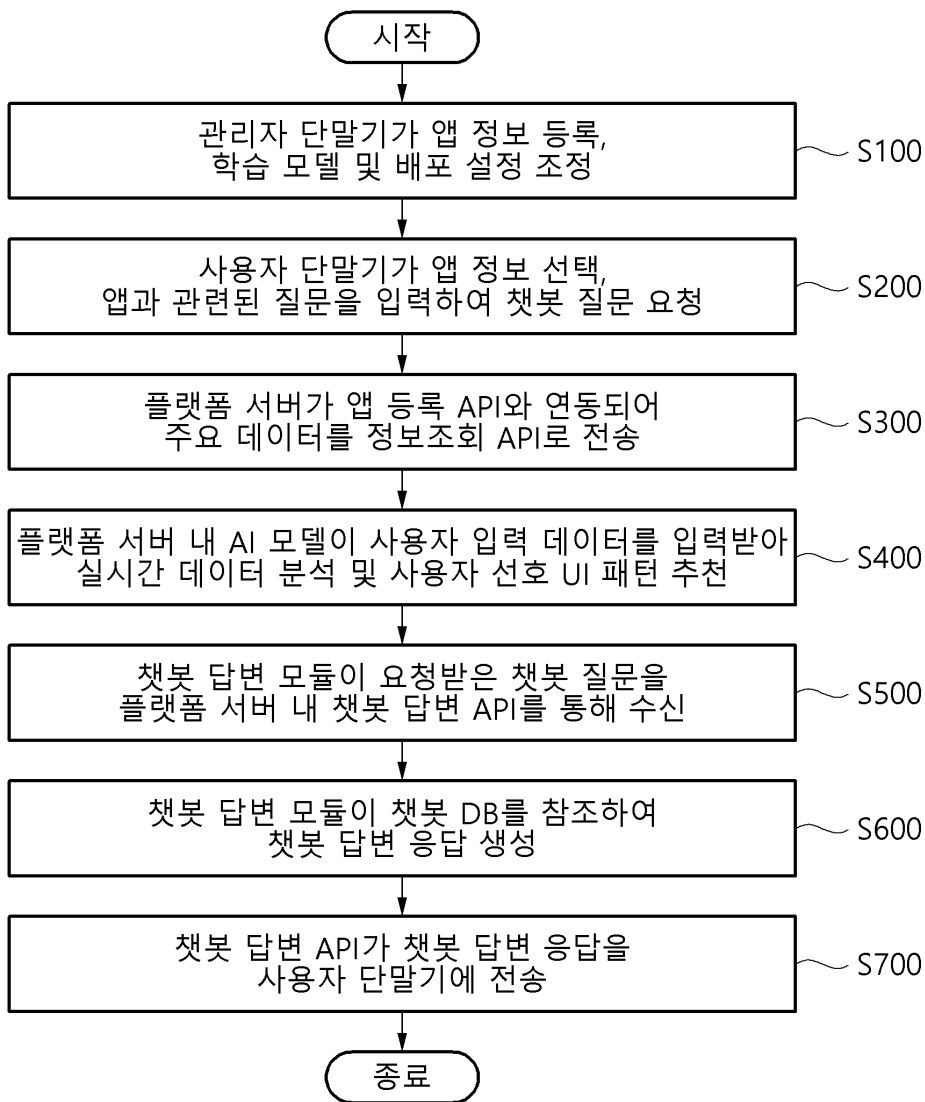 시작
관리자 단말기가 앱 정보 등록,
학습 모델 및 배포 설정 조정
S100
사용자 단말기가 앱 정보 선택,
앱과 관련된 질문을 입력하여 챗봇 질문 요청
S200
플랫폼 서버가 앱 등록 API와 연동되어
주요 데이터를 정보조회 API로 전송
S300
플랫폼 서버 내 AI 모델이 사용자 입력 데이터를 입력받아
실시간 데이터 분석 및 사용자 선호 UI 패턴 추천
S400
챗봇 답변 모듈이 요청받은 챗봇 질문을
플랫폼 서버 내 챗봇 답변 API를 통해 수신
S500
챗봇 답변 모듈이 챗봇 DB를 참조하여
챗봇 답변 응답 생성
S600
챗봇 답변 API가 챗봇 답변 응답을
사용자 단말기에 전송
S700
종료